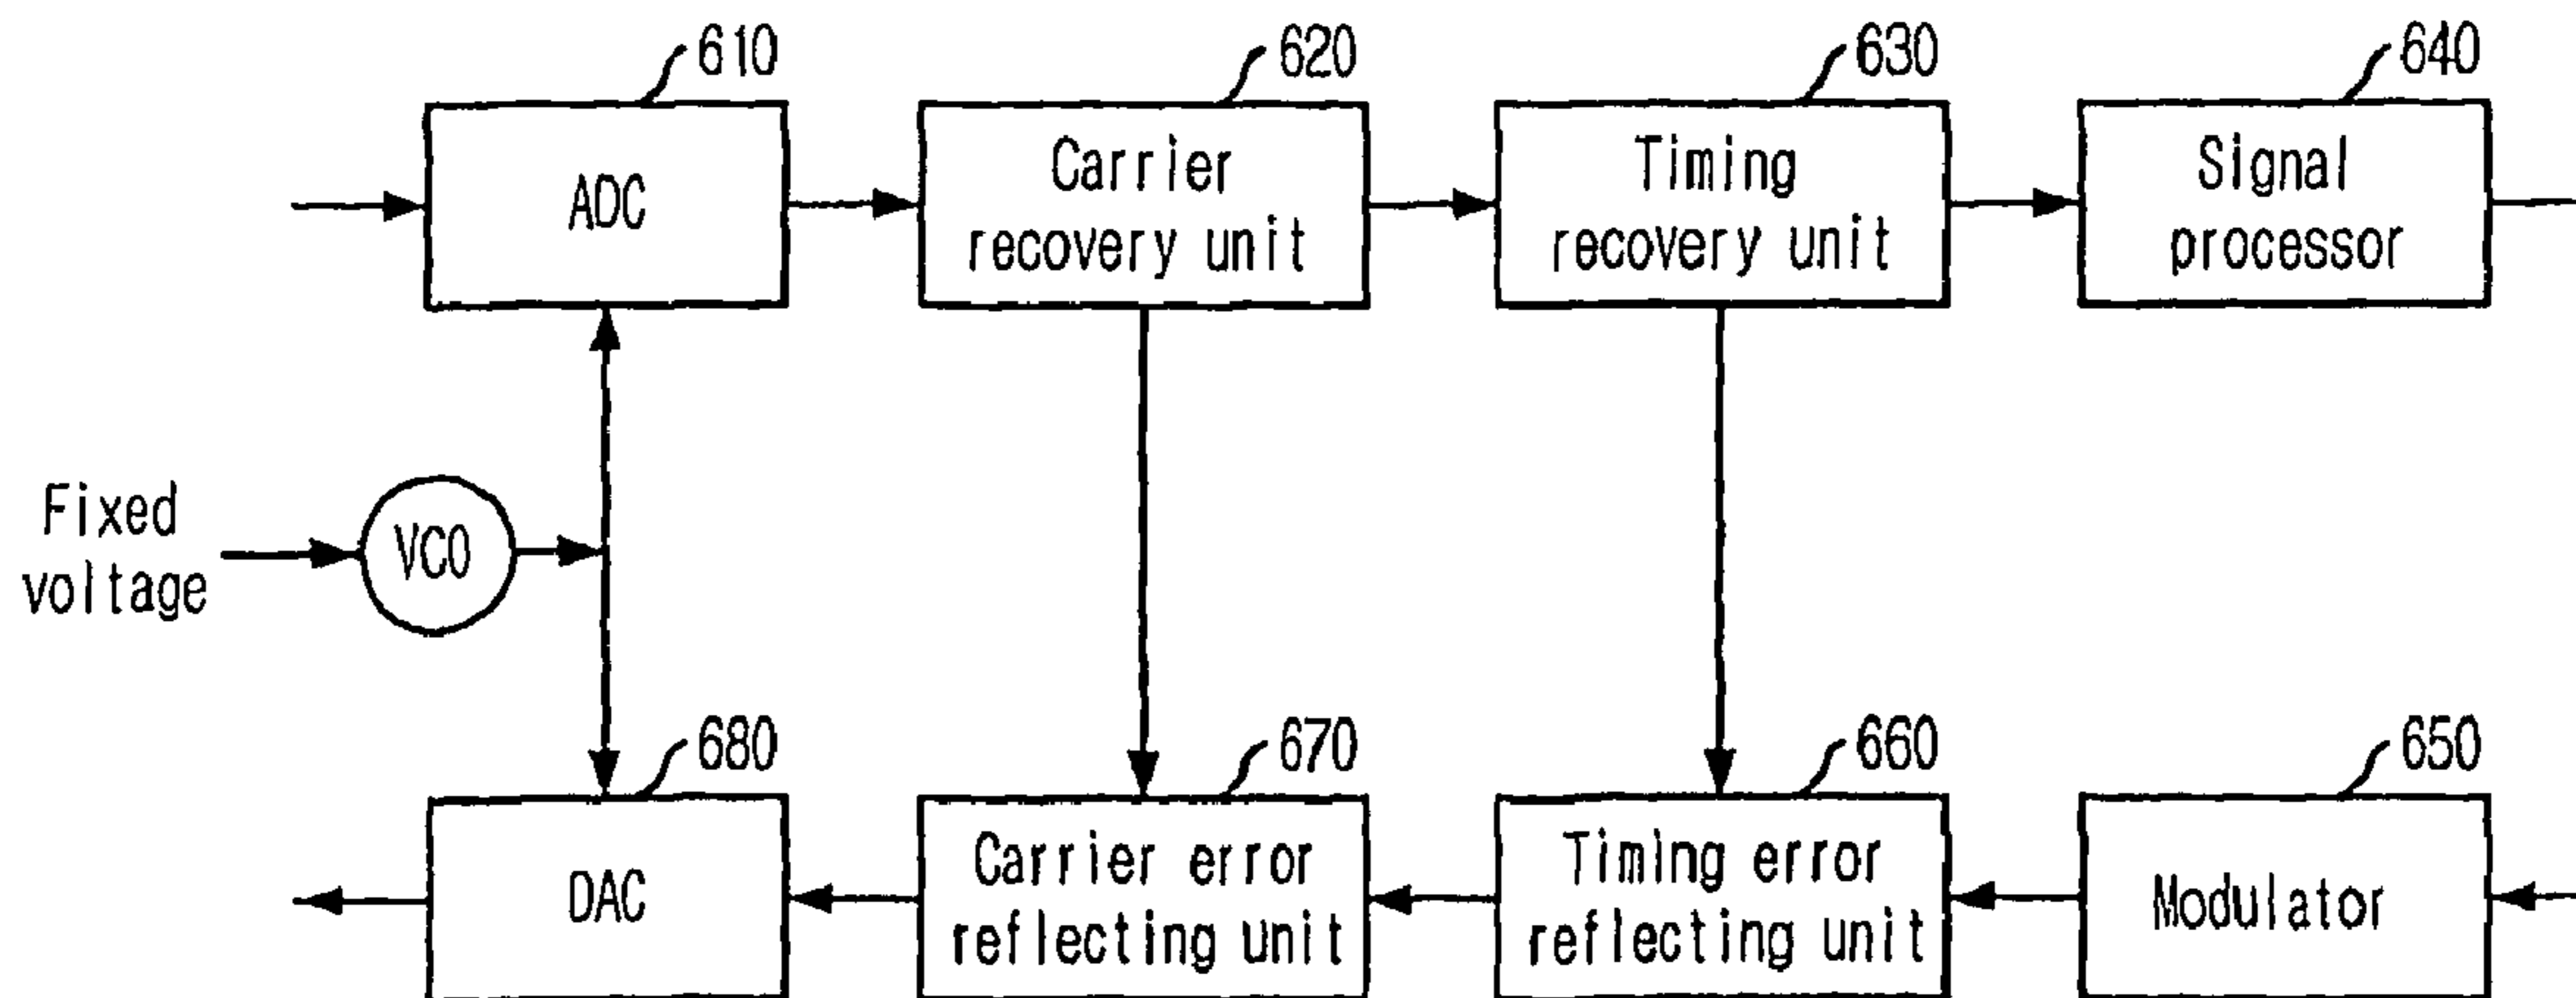 610
620
630
640
ADC
Carrier
recovery unit
Timing
recovery unit
Signal
processor
Fixed
voltage
VCO
680
670
660
650
DAC
Carrier error
reflecting unit
Timing error
reflecting unit
Modulator